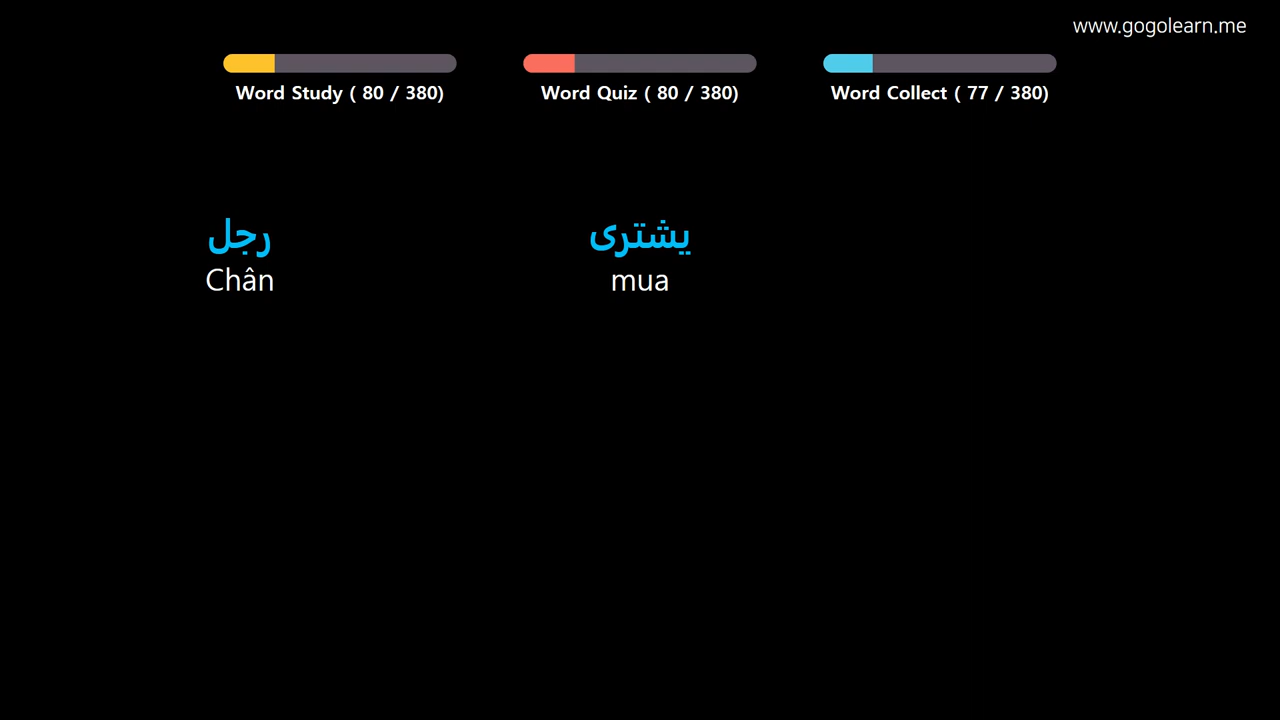 www.gogolearn.me
Word Study ( 80 / 380)
Word Quiz ( 80 / 380)
Word Collect ( 77 / 380)
رجل
Chân
يشترى
mua